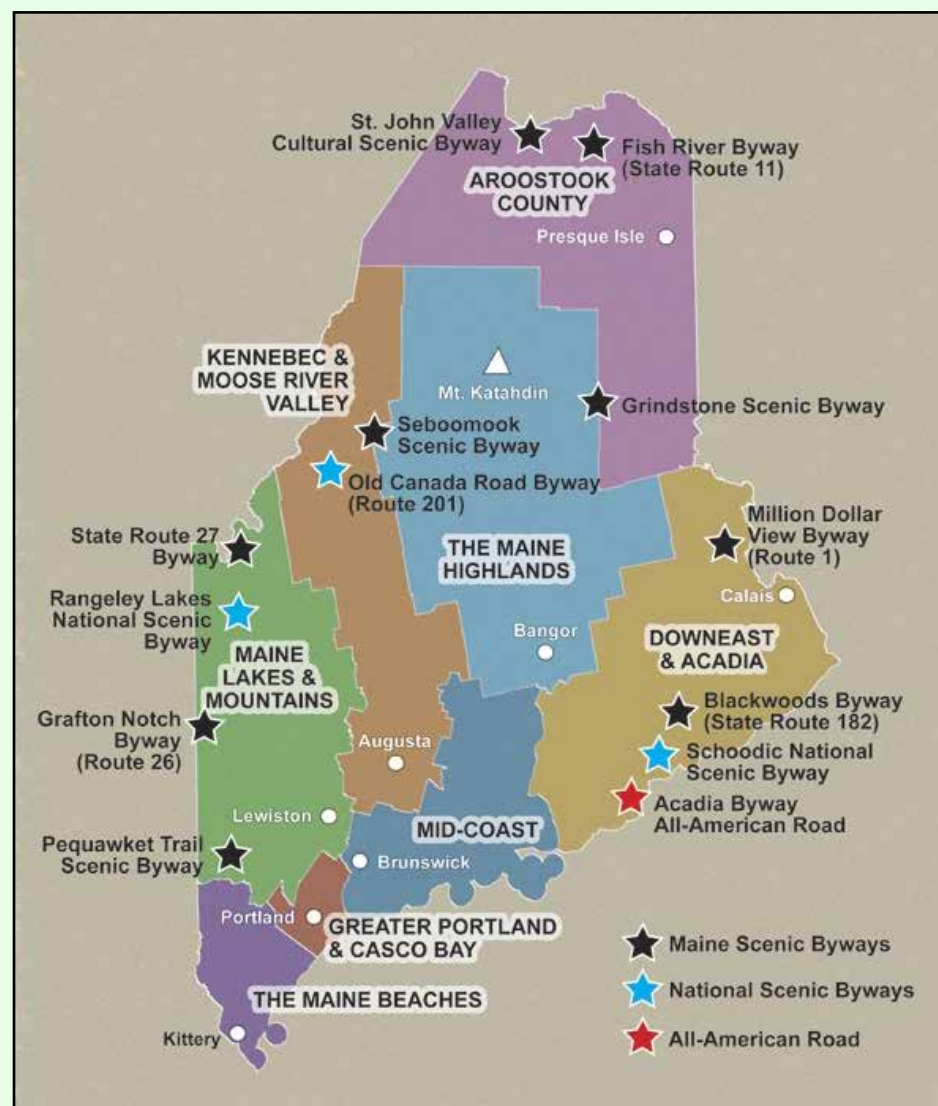 St. John Valley
Cultural Scenic Byway
Fish River Byway
(State Route 11)
AROOSTOOK
COUNTY
Presque Isle
KENNEBEC &
MOOSE RIVER
VALLEY
Mt. Katahdin
Grindstone Scenic Byway
Seboomook
Scenic Byway
Old Canada Road Byway
(Route 201)
State Route 27
Byway
THE MAINE
HIGHLANDS
Million Dollar
View Byway
(Route 1)
Rangeley Lakes
National Scenic
Byway
Calais
Bangor
DOWNEAST
& ACADIA
MAINE
LAKES &
MOUNTAINS
Grafton Notch
Byway
(Route 26)
Blackwoods Byway
(State Route 182)
Augusta
Schoodic National
Scenic Byway
Acadia Byway
All-American Road
Lewiston
MID-COAST
Pequawket Trail
Scenic Byway
Brunswick
Portland
GREATER PORTLAND
& CASCO BAY
THE MAINE BEACHES
Kittery
Maine Scenic Byways
National Scenic Byways
All-American Road